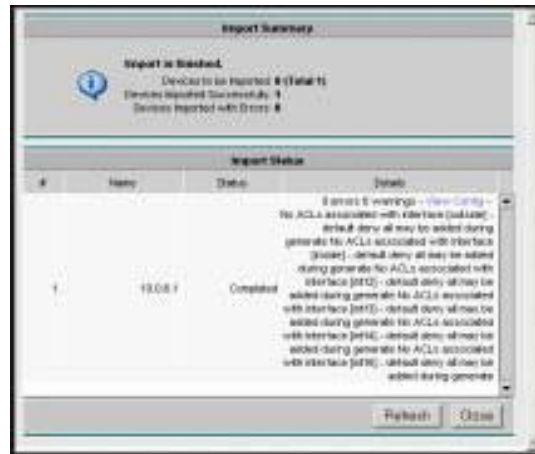 Import Summary
Import is finished.
Devices to be Imported: 0 (Total 1)
Devices Imported Successfully: 1
Devices Imported with Errors: 0
Import Status
# Name Status Details
0 errors 6 warnings - View Config -
No ACLs associated with interface [outside] -
default deny all may be added during
generate No ACLs associated with interface
[inside] - default deny all may be added
during generate No ACLs associated with
interface [intf2] - default deny all may be
1 10.0.6.1 Completed
added during generate No ACLs associated
with interface [intf3] - default deny all may be
added during generate No ACLs associated
with interface [intf4] - default deny all may be
added during generate No ACLs associated
with interface [intf5] - default deny all may be
added during generate
Refresh Close